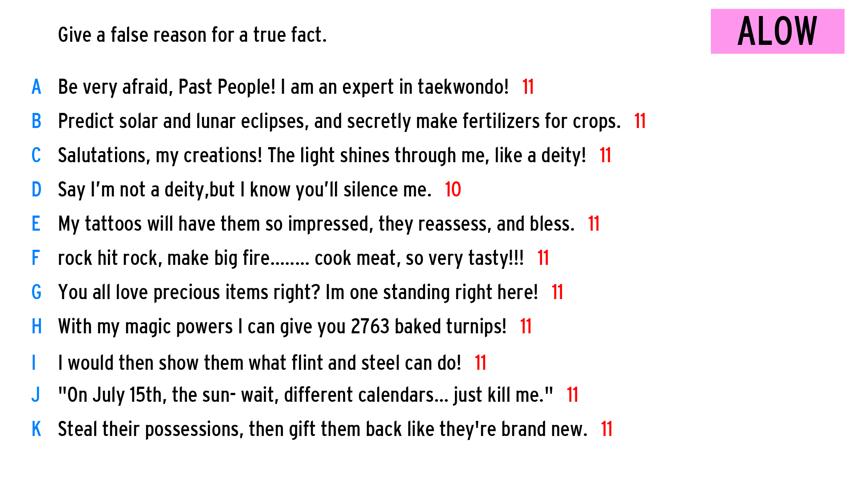 Give a false reason for a true fact.
ALOW
A Be very afraid, Past People! I am an expert in taekwondo! 11
B Predict solar and lunar eclipses, and secretly make fertilizers for crops. 11
C Salutations, my creations! The light shines through me, like a deity! 11
D Say I'm not a deity,but I know you'll silence me. 10
E My tattoos will have them so impressed, they reassess, and bless. 11
F rock hit rock, make big fire........ cook meat, so very tasty!!! 11
G You all love precious items right? Im one standing right here! 11
H With my magic powers I can give you 2763 baked turnips! 11
I I would then show them what flint and steel can do! 11
J "On July 15th, the sun- wait, different calendars... just kill me." 11
K Steal their possessions, then gift them back like they're brand new. 11